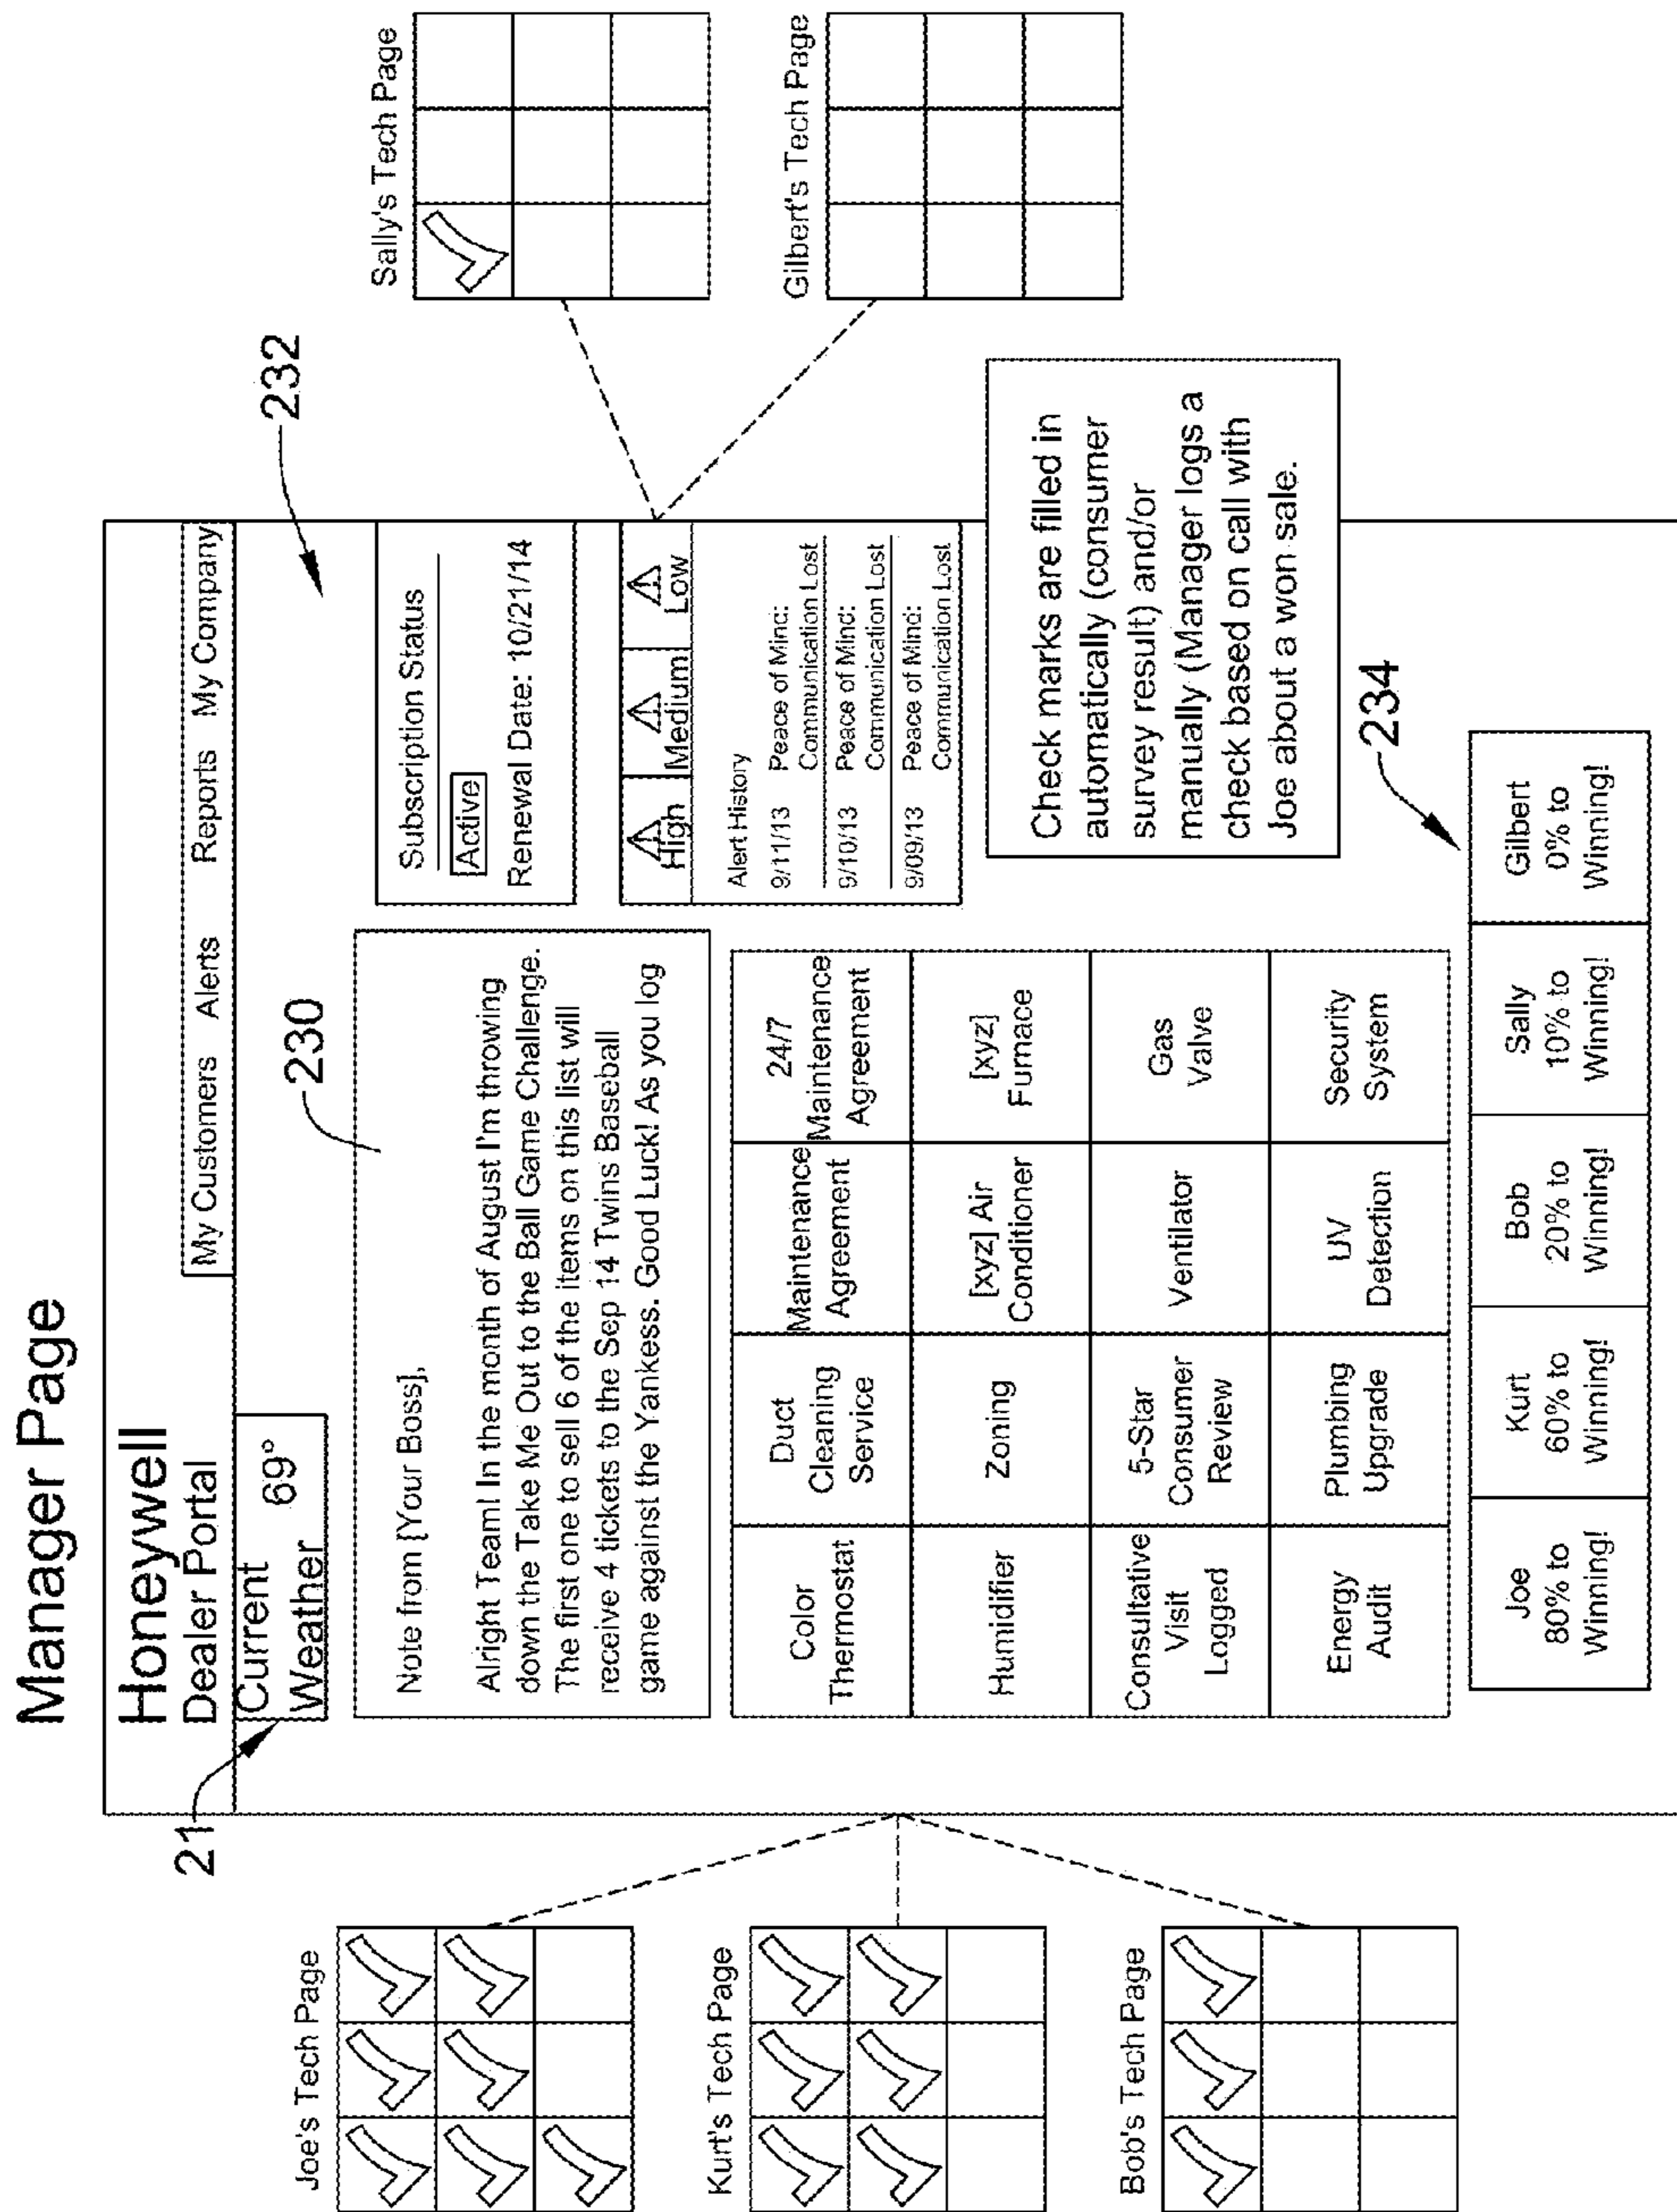 Manager Page
Honeywell
Dealer Portal
My Customers Alerts Reports My Company
21
Current
Weather 69°
230
232
Note from [Your Boss],
Alright Team! In the month of August I'm throwing
down the Take Me Out to the Ball Game Challenge.
The first one to sell 6 of the items on this list will
receive 4 tickets to the Sep 14 Twins Baseball
game against the Yankess. Good Luck! As you log
Subscription Status
Active
Renewal Date: 10/21/14
High Medium Low
Alert History
9/11/13 Peace of Mind:
Communication Lost
9/10/13 Peace of Mind:
Communication Lost
9/09/13 Peace of Mind:
Communication Lost
Color
Thermostat
Duct
Cleaning
Service
Maintenance
Agreement
24/7
Maintenance
Agreement
Humidifier
Zoning
[xyz] Air
Conditioner
[xyz]
Furnace
Consultative
Visit
Logged
5-Star
Consumer
Review
Ventilator
Gas
Valve
Energy
Audit
Plumbing
Upgrade
UV
Detection
Security
System
Check marks are filled in
automatically (consumer
survey result) and/or
manually (Manager logs a
check based on call with
Joe about a won sale.
234
Joe
80% to
Winning!
Kurt
60% to
Winning!
Bob
20% to
Winning!
Sally
10% to
Winning!
Gilbert
0% to
Winning!
Joe's Tech Page
Kurt's Tech Page
Bob's Tech Page
Sally's Tech Page
Gilbert's Tech Page